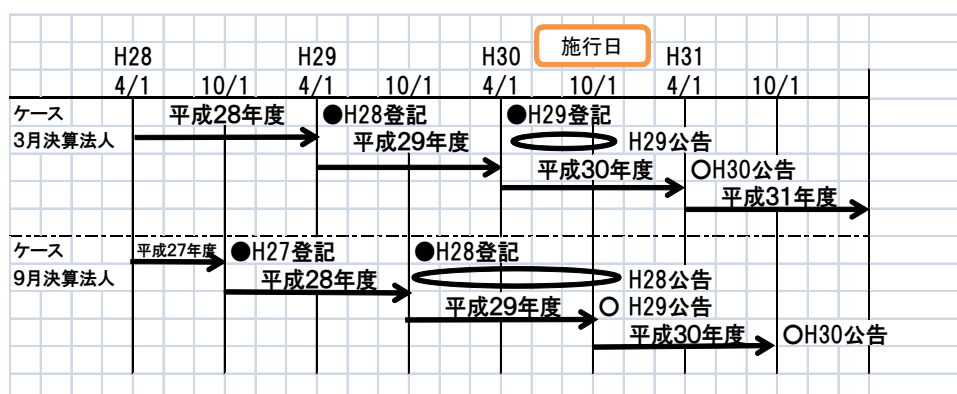 H28 H29 H30 施行日 H31
4/1 10/1 4/1 10/1 4/1 10/1 4/1 10/1
ケース 平成28年度 ●H28登記 ●H29登記
3月決算法人 平成29年度 H29公告
平成30年度 ○H30公告
平成31年度
ケース 平成27年度 ●H27登記 ●H28登記
9月決算法人 平成28年度 H28公告
平成29年度 ○ H29公告
平成30年度 ○H30公告